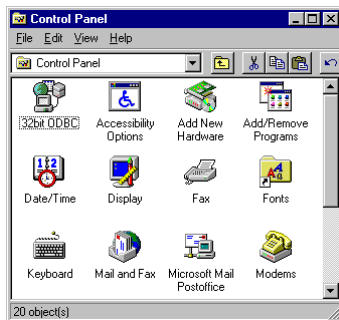 Control Panel
File Edit View Help
Control Panel
32bit ODBC
Accessibility
Options
Add New
Hardware
Add/Remove
Programs
Date/Time
Display
Fax
Fonts
Keyboard
Mail and Fax
Microsoft Mail
Postoffice
Modems
20 object(s)